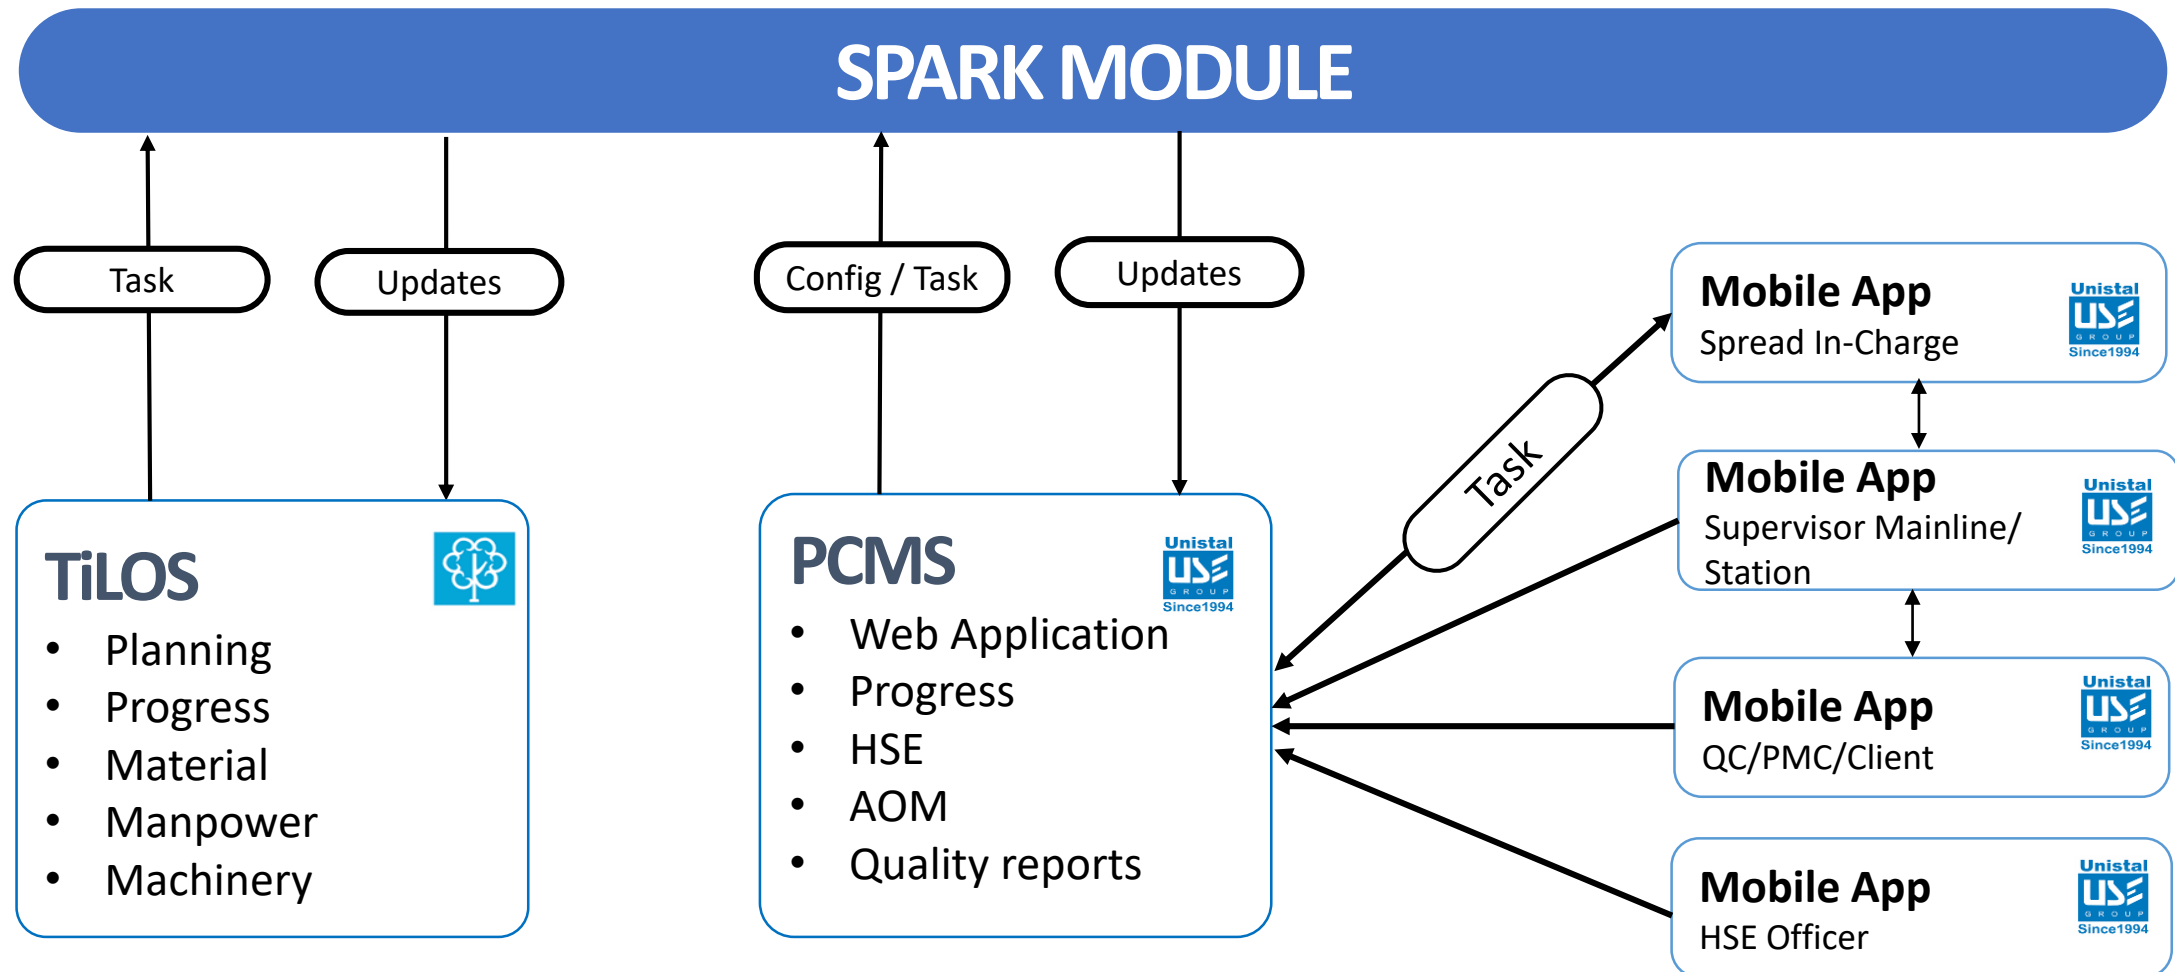 SPARK MODULE
Task
Updates
Config / Task
Updates
TiLOS
• Planning
• Progress
• Material
• Manpower
• Machinery
PCMS
Unistal
USE
GROUP
Since1994
• Web Application
• Progress
• HSE
• AOM
• Quality reports
Task
Mobile App
Spread In-Charge
Unistal
USE
GROUP
Since1994
Mobile App
Supervisor Mainline/
Station
Unistal
USE
GROUP
Since1994
Mobile App
QC/PMC/Client
Unistal
USE
GROUP
Since1994
Mobile App
HSE Officer
Unistal
USE
GROUP
Since1994